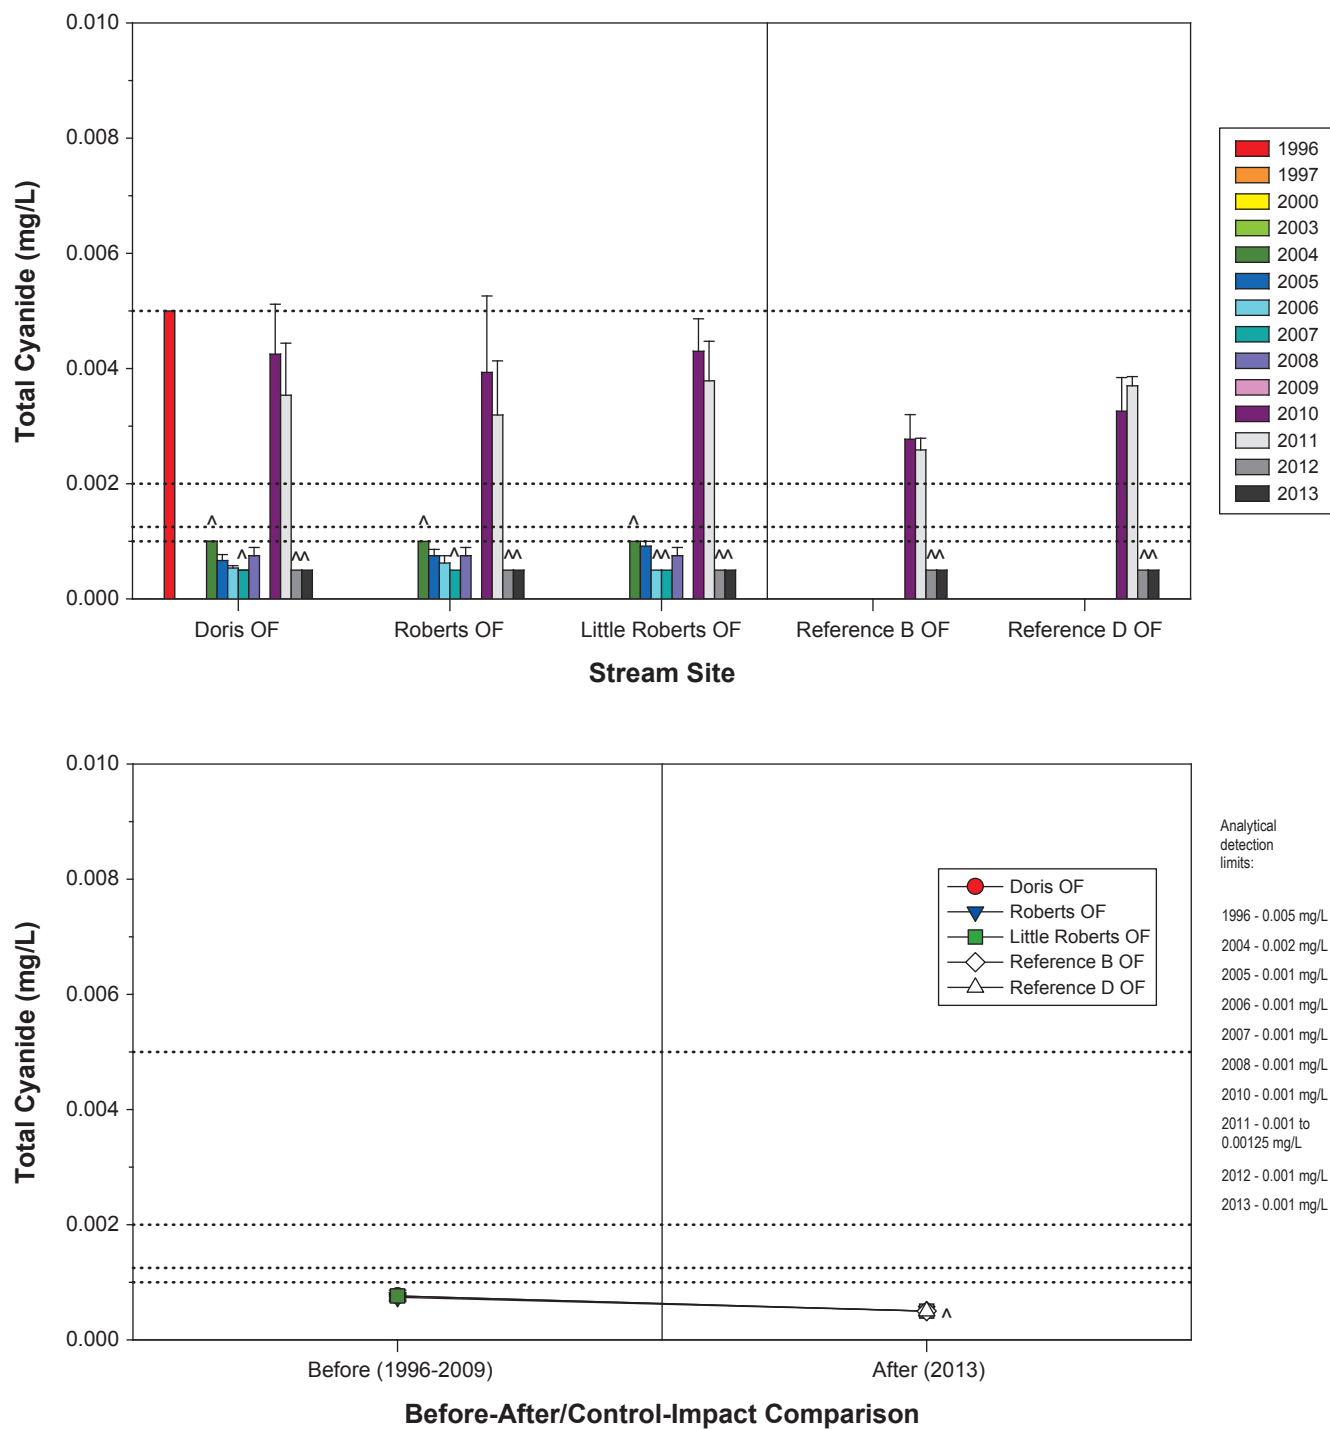 0.010
0.008
0.006
0.004
0.002
0.000
Total Cyanide (mg/L)
^
^
^^
^
^
^^
^
^^
^^
^^
^^
Doris OF
Roberts OF
Little Roberts OF
Reference B OF
Reference D OF
Stream Site
1996
1997
2000
2003
2004
2005
2006
2007
2008
2009
2010
2011
2012
2013
0.010
0.008
0.006
0.004
0.002
0.000
Total Cyanide (mg/L)
Doris OF
Roberts OF
Little Roberts OF
Reference B OF
Reference D OF
^
Before (1996-2009)
After (2013)
Before-After/Control-Impact Comparison
Analytical
detection
limits:
1996 - 0.005 mg/L
2004 - 0.002 mg/L
2005 - 0.001 mg/L
2006 - 0.001 mg/L
2007 - 0.001 mg/L
2008 - 0.001 mg/L
2010 - 0.001 mg/L
2011 - 0.001 to
0.00125 mg/L
2012 - 0.001 mg/L
2013 - 0.001 mg/L